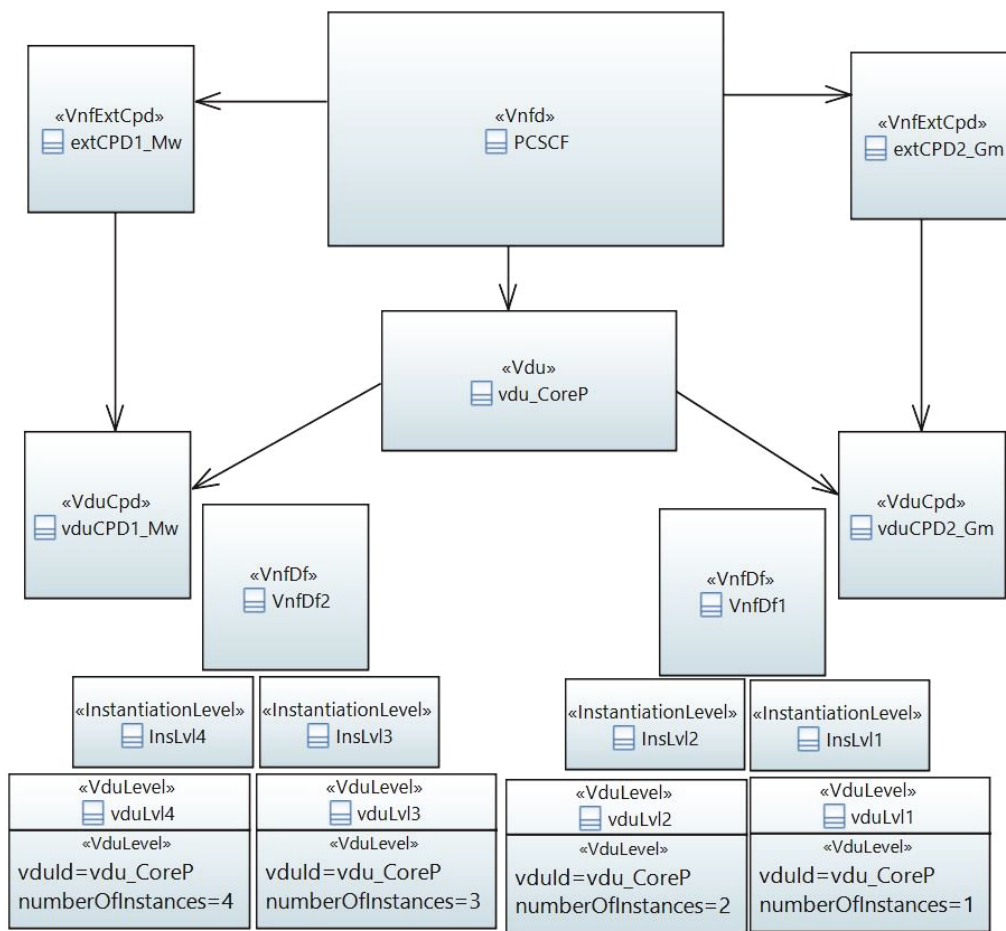 «Vnfd»
PCSCF
«VnfExtCpd»
extCPD1_Mw
«VnfExtCpd»
extCPD2_Gm
«Vdu»
vdu_CoreP
«VduCpd»
vduCPD1_Mw
«VduCpd»
vduCPD2_Gm
«VnfDf»
VnfDf2
«VnfDf»
VnfDf1
«InstantiationLevel»
InsLvl4
«InstantiationLevel»
InsLvl3
«InstantiationLevel»
InsLvl2
«InstantiationLevel»
InsLvl1
«VduLevel»
vduLvl4
«VduLevel»
vduId=vdu_CoreP
numberOfInstances=4
«VduLevel»
vduLvl3
«VduLevel»
vduId=vdu_CoreP
numberOfInstances=3
«VduLevel»
vduLvl2
«VduLevel»
vduId=vdu_CoreP
numberOfInstances=2
«VduLevel»
vduLvl1
«VduLevel»
vduId=vdu_CoreP
numberOfInstances=1